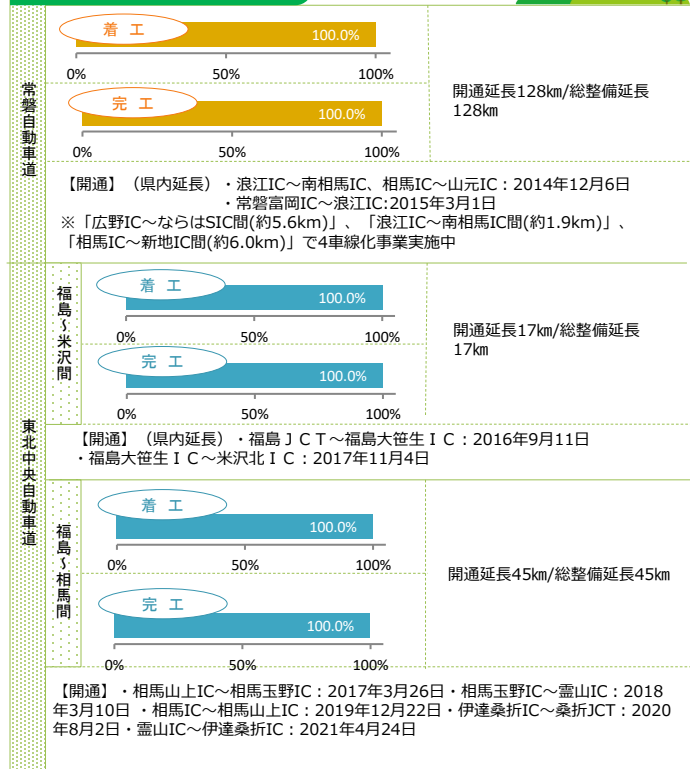 常磐自動車道
着 工
100.0%
0% 50% 100%
完 工
100.0%
0% 50% 100%
開通延長128㎞/総整備延長
128㎞
【開通】（県内延長）・浪江IC～南相馬IC、相馬IC～山元IC：2014年12月6日
・常磐富岡IC～浪江IC:2015年3月1日
※「広野IC～ならはSIC間(約5.6km)」、「浪江IC～南相馬IC間(約1.9km)」、
「相馬IC～新地IC間(約6.0km)」で4車線化事業実施中
東北中央自動車道
福島～米沢間
着 工
100.0%
0% 50% 100%
完 工
100.0%
0% 50% 100%
開通延長17㎞/総整備延長
17㎞
【開通】（県内延長）・福島ＪＣＴ～福島大笹生ＩＣ：2016年9月11日
・福島大笹生ＩＣ～米沢北ＩＣ：2017年11月4日
福島～相馬間
着 工
100.0%
0% 50% 100%
完 工
100.0%
0% 50% 100%
開通延長45㎞/総整備延長45㎞
【開通】・相馬山上IC～相馬玉野IC：2017年3月26日・相馬玉野IC～霊山IC：2018
年3月10日 ・相馬IC～相馬山上IC：2019年12月22日・伊達桑折IC～桑折JCT：2020
年8月2日・霊山IC～伊達桑折IC：2021年4月24日